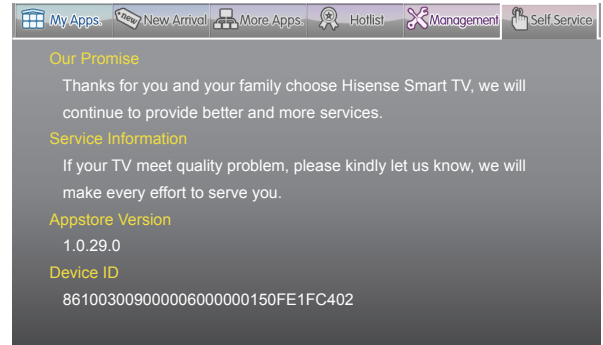 My Apps. New Arrival More Apps. Hotlist Management Self Service
Our Promise
Thanks for you and your family choose Hisense Smart TV, we will
continue to provide better and more services.
Service Information
If your TV meet quality problem, please kindly let us know, we will
make every effort to serve you.
Appstore Version
1.0.29.0
Device ID
861003009000006000000150FE1FC402